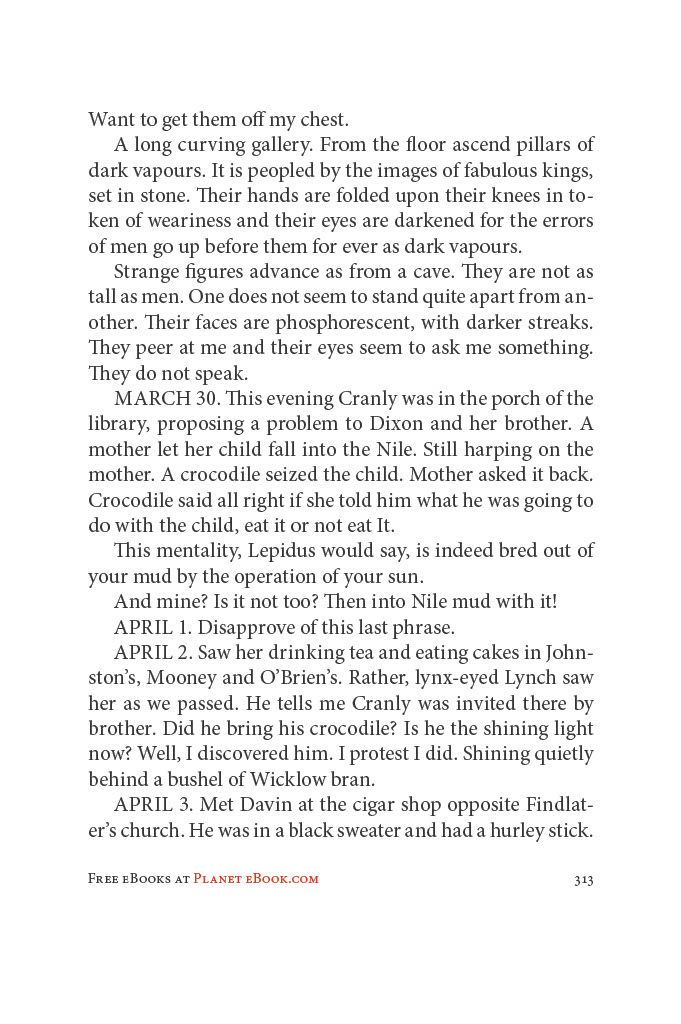 Want to get them off my chest.
A long curving gallery. From the floor ascend pillars of
dark vapours. It is peopled by the images of fabulous kings,
set in stone. Their hands are folded upon their knees in to-
ken of weariness and their eyes are darkened for the errors
of men go up before them for ever as dark vapours.
Strange figures advance as from a cave. They are not as
tall as men. One does not seem to stand quite apart from an-
other. Their faces are phosphorescent, with darker streaks.
They peer at me and their eyes seem to ask me something.
They do not speak.
MARCH 30. This evening Cranly was in the porch of the
library, proposing a problem to Dixon and her brother. A
mother let her child fall into the Nile. Still harping on the
mother. A crocodile seized the child. Mother asked it back.
Crocodile said all right if she told him what he was going to
do with the child, eat it or not eat It.
This mentality, Lepidus would say, is indeed bred out of
your mud by the operation of your sun.
And mine? Is it not too? Then into Nile mud with it!
APRIL 1. Disapprove of this last phrase.
APRIL 2. Saw her drinking tea and eating cakes in John-
ston’s, Mooney and O’Brien’s. Rather, lynx-eyed Lynch saw
her as we passed. He tells me Cranly was invited there by
brother. Did he bring his crocodile? Is he the shining light
now? Well, I discovered him. I protest I did. Shining quietly
behind a bushel of Wicklow bran.
APRIL 3. Met Davin at the cigar shop opposite Findlat-
er’s church. He was in a black sweater and had a hurley stick.
Free eBooks at Planet eBook.com 313